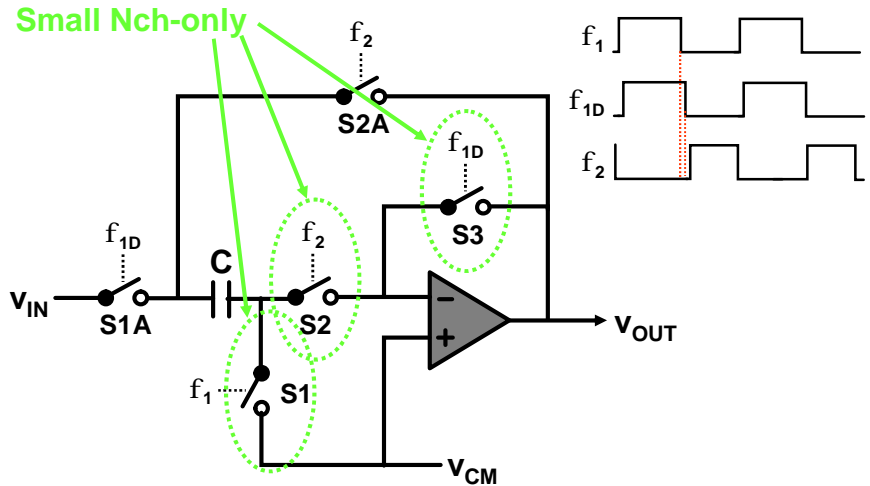 Small Nch-only
f2
S2A
f1D
S3
f1D
C
f2
vIN
S1A
S2
−
+
vOUT
f1
S1
vCM
f1
f1D
f2